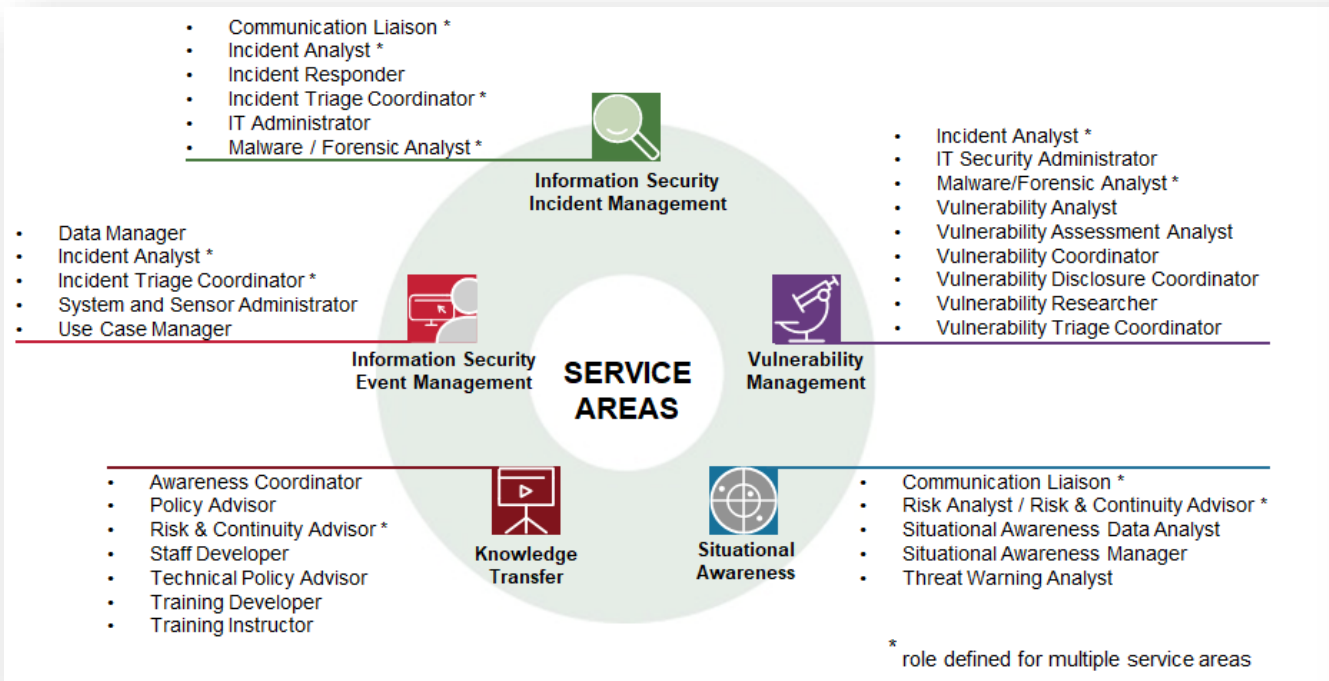 • Communication Liaison *
• Incident Analyst *
• Incident Responder
• Incident Triage Coordinator *
• IT Administrator
• Malware / Forensic Analyst *
Information Security
Incident Management
• Incident Analyst *
• IT Security Administrator
• Malware/Forensic Analyst *
• Vulnerability Analyst
• Vulnerability Assessment Analyst
• Vulnerability Coordinator
• Vulnerability Disclosure Coordinator
• Vulnerability Researcher
• Vulnerability Triage Coordinator
• Data Manager
• Incident Analyst *
• Incident Triage Coordinator *
• System and Sensor Administrator
• Use Case Manager
Information Security
Event Management
SERVICE
AREAS
Vulnerability
Management
• Awareness Coordinator
• Policy Advisor
• Risk & Continuity Advisor *
• Staff Developer
• Technical Policy Advisor
• Training Developer
• Training Instructor
Knowledge
Transfer
Situational
Awareness
• Communication Liaison *
• Risk Analyst / Risk & Continuity Advisor *
• Situational Awareness Data Analyst
• Situational Awareness Manager
• Threat Warning Analyst
* role defined for multiple service areas